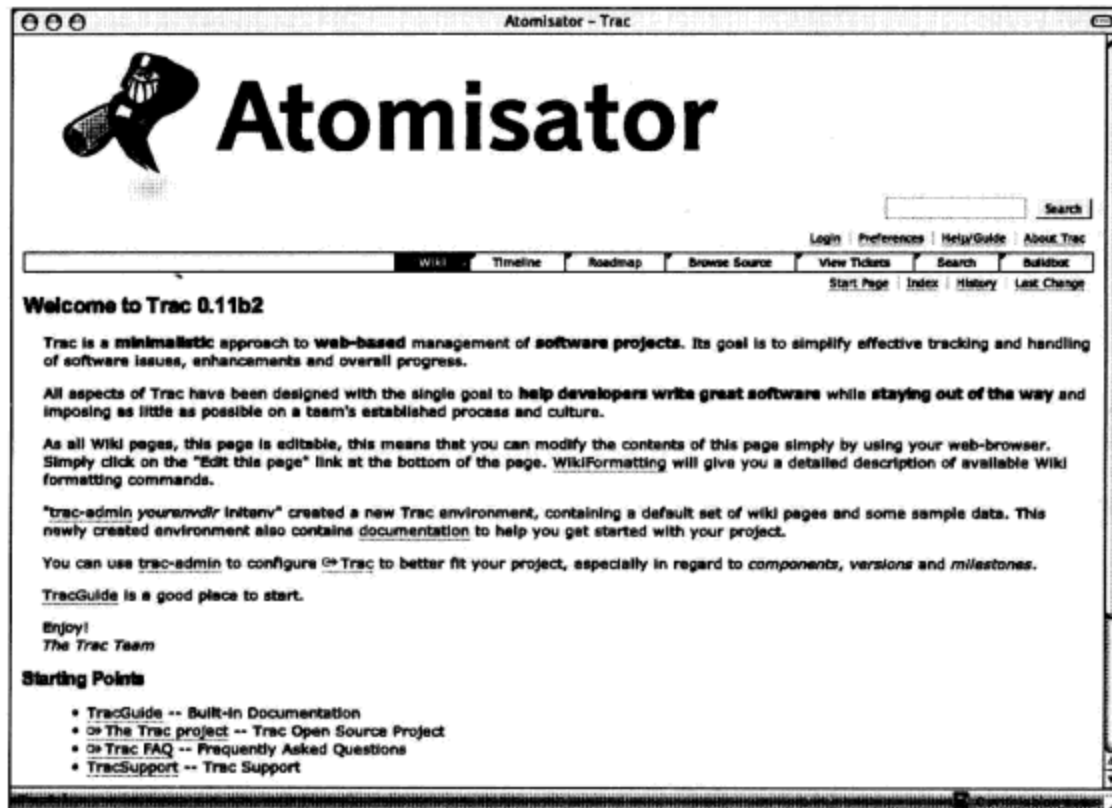 Atomisator – Trac
Atomisator
Search
Login Preferences Help/Guide About Trac
Wiki Timeline Roadmap Browse Source View Tickets Search Buildbot
Start Page Index History Last Change
Welcome to Trac 0.11b2
Trac is a minimalistic approach to web-based management of software projects. Its goal is to simplify effective tracking and handling
of software issues, enhancements and overall progress.
All aspects of Trac have been designed with the single goal to help developers write great software while staying out of the way and
imposing as little as possible on a team's established process and culture.
As all Wiki pages, this page is editable, this means that you can modify the contents of this page simply by using your web-browser.
Simply click on the "Edit this page" link at the bottom of the page. WikiFormatting will give you a detailed description of available Wiki
formatting commands.
"trac-admin yourenvdir initenv" created a new Trac environment, containing a default set of wiki pages and some sample data. This
newly created environment also contains documentation to help you get started with your project.
You can use trac-admin to configure Trac to better fit your project, especially in regard to components, versions and milestones.
TracGuide is a good place to start.
Enjoy!
The Trac Team
Starting Points
• TracGuide -- Built-in Documentation
• The Trac project -- Trac Open Source Project
• Trac FAQ -- Frequently Asked Questions
• TracSupport -- Trac Support